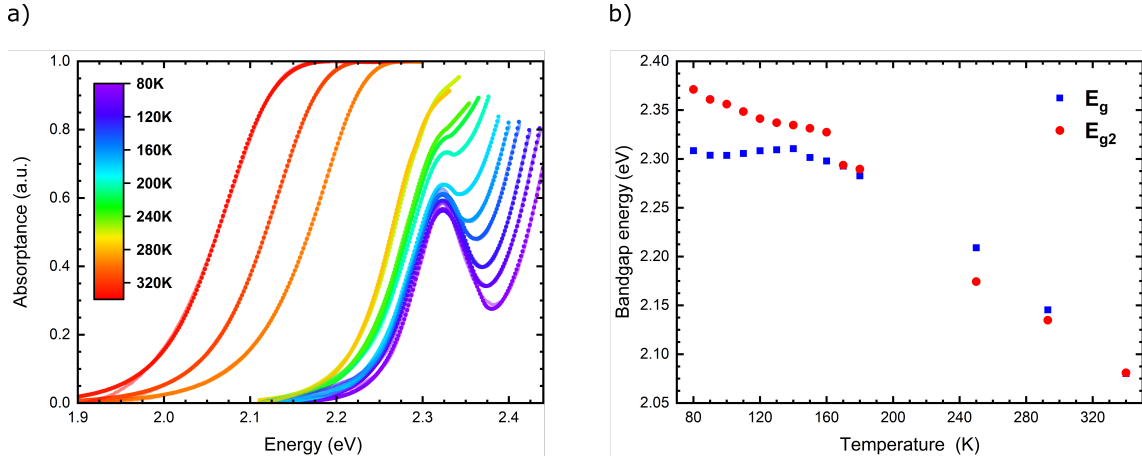 a)
b)
1.0
0.8
0.6
0.4
0.2
0.0
Absorptance (a.u.)
80K
120K
160K
200K
240K
280K
320K
1.9
2.0
2.1
2.2
2.3
2.4
Energy (eV)
2.40
2.35
2.30
2.25
2.20
2.15
2.10
2.05
Bandgap energy (eV)
E_g
E_g2
80
120
160
200
240
280
320
Temperature (K)